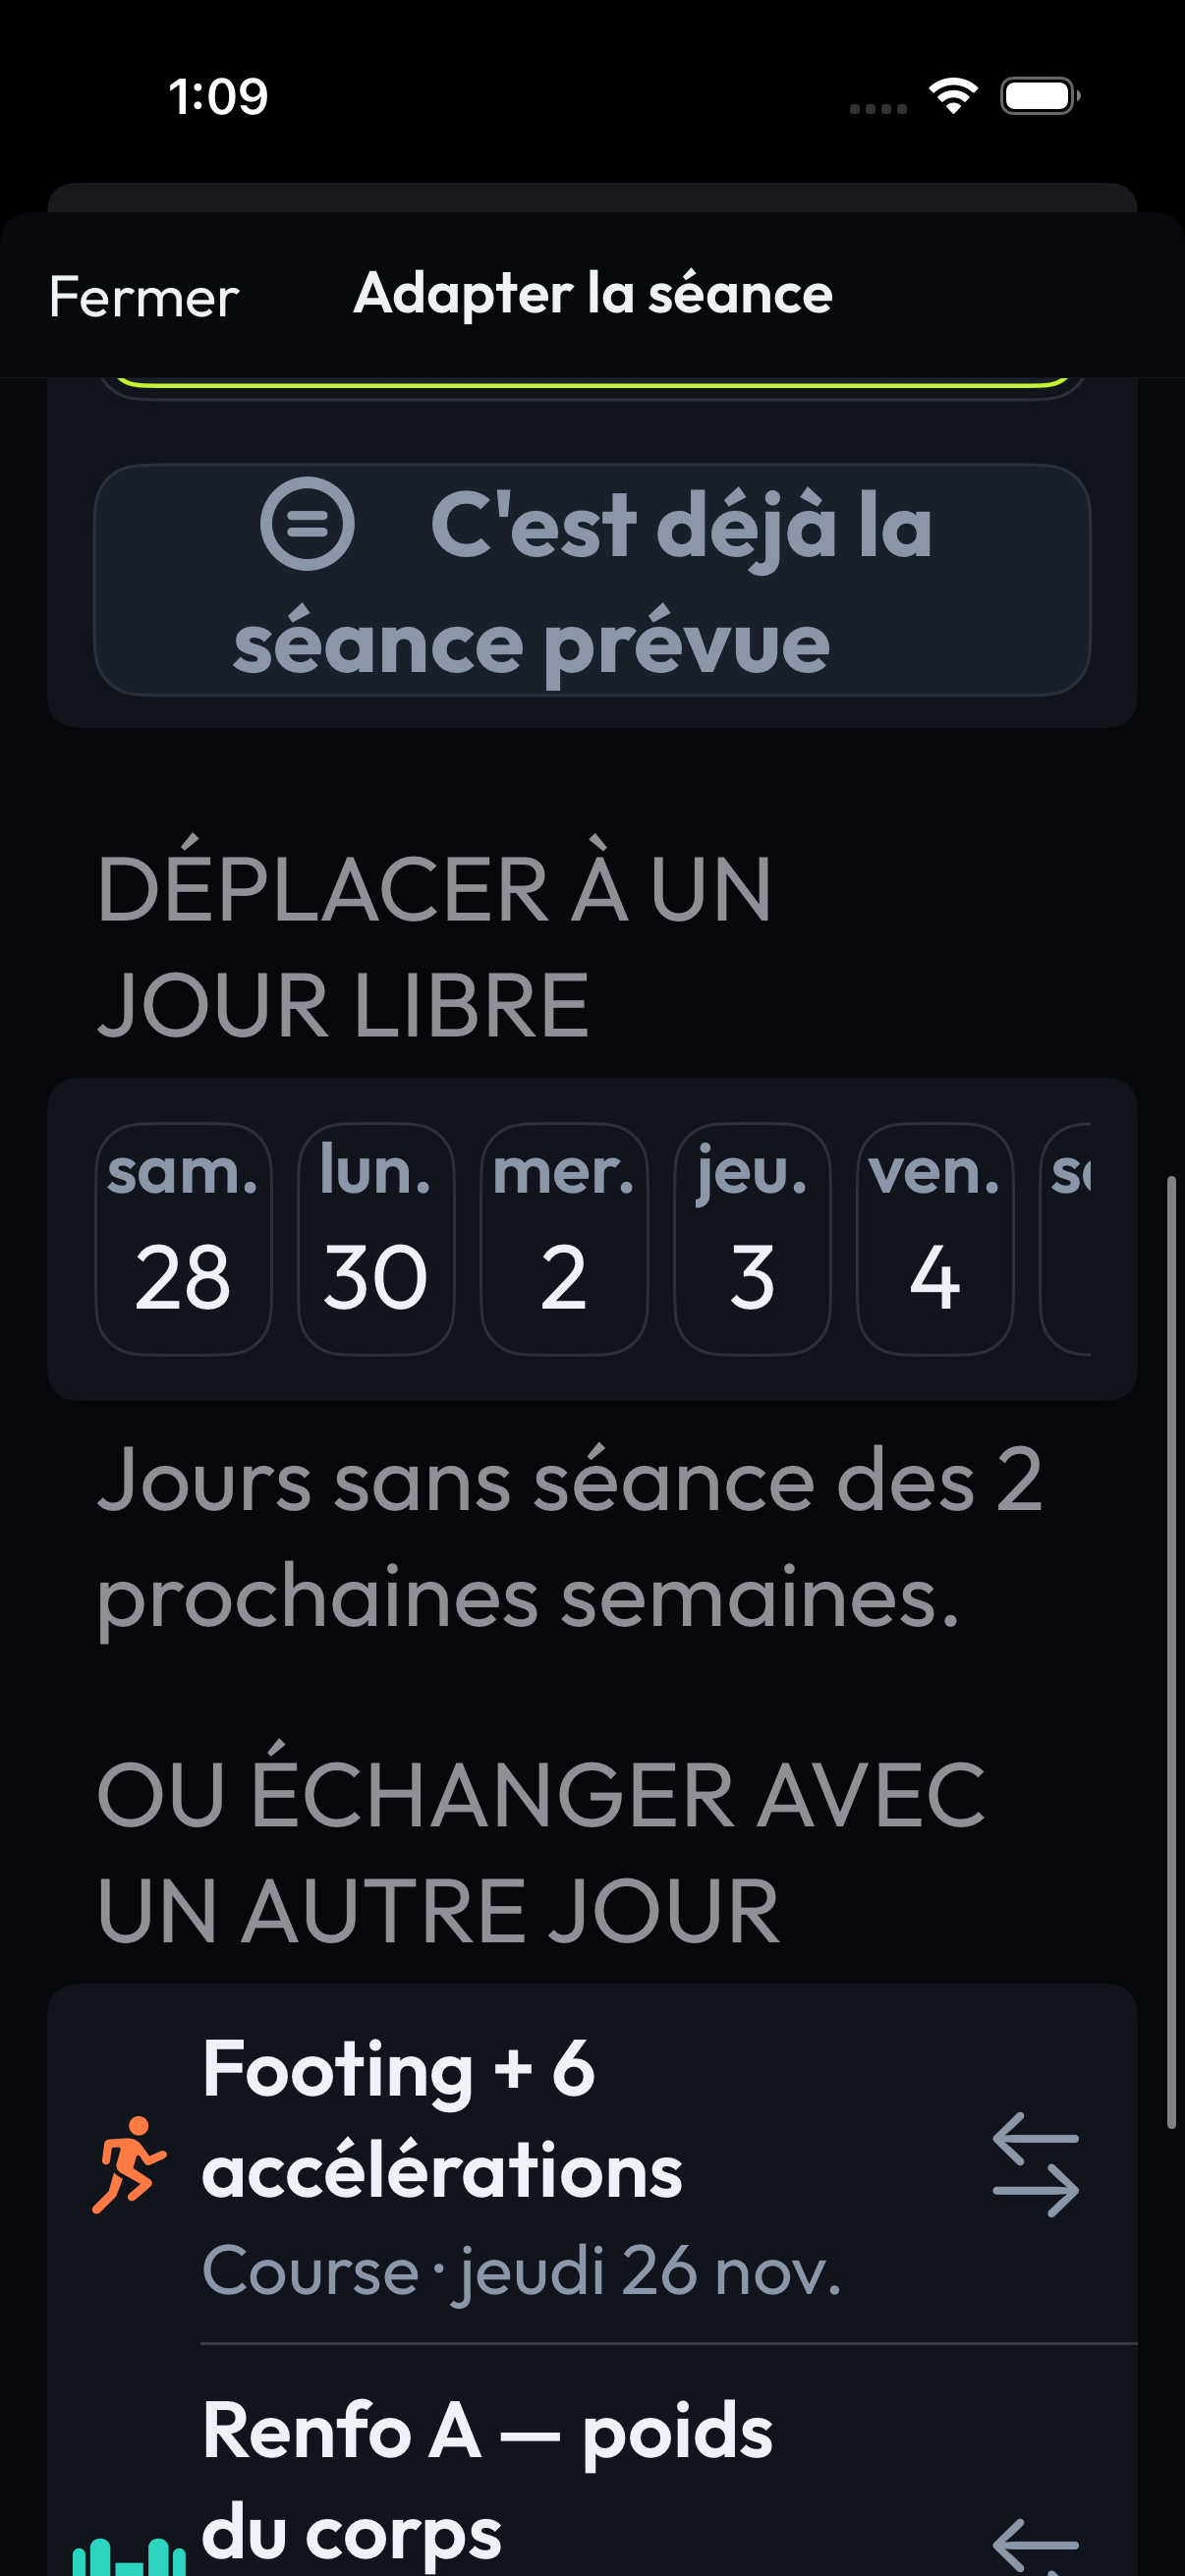 1:09
Fermer
Adapter la séance
C'est déjà la
séance prévue
DÉPLACER À UN
JOUR LIBRE
sam. lun. mer. jeu. ven.
28 30 2 3 4
Jours sans séance des 2
prochaines semaines.
OU ÉCHANGER AVEC
UN AUTRE JOUR
Footing + 6
accélérations
Course · jeudi 26 nov.
Renfo A — poids
du corps